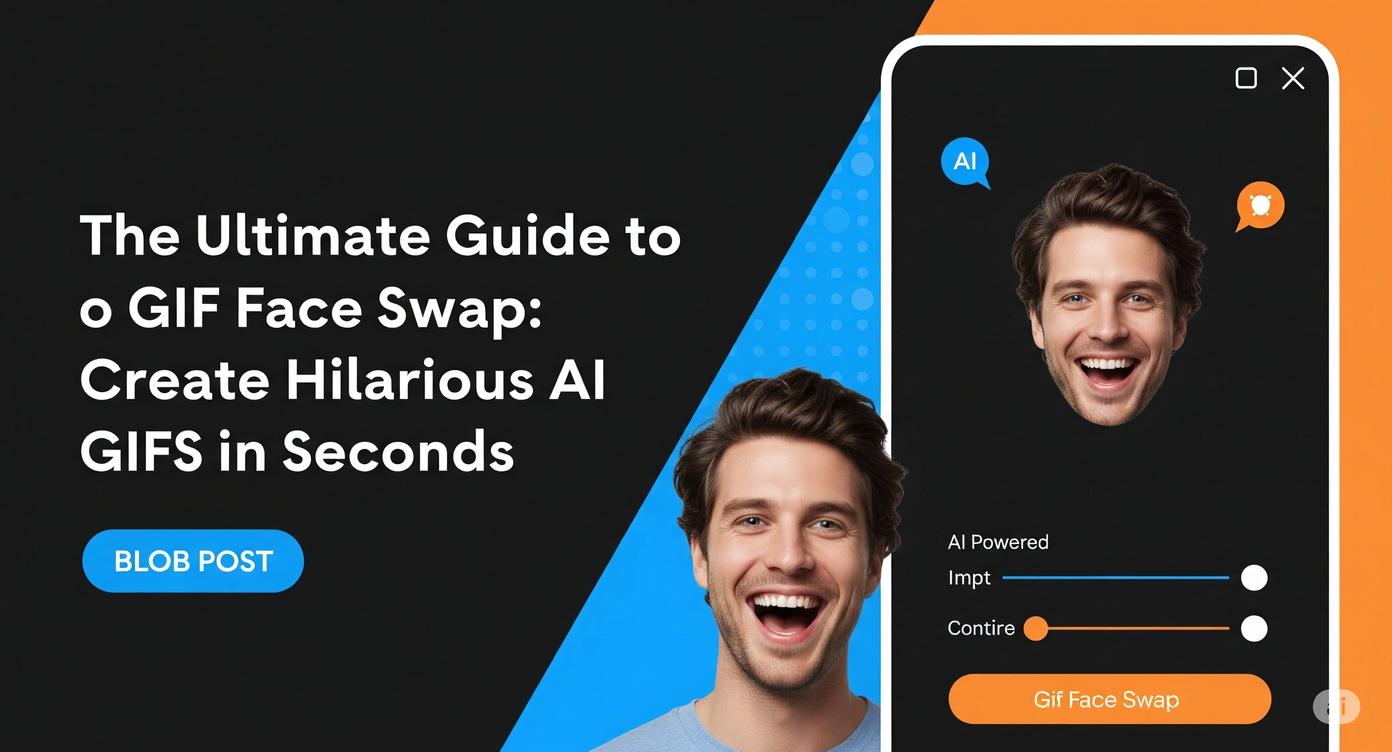 The Ultimate Guide to
o GIF Face Swap:
Create Hilarious AI
GIFS in Seconds
BLOB POST
AI
AI Powered
Impt
Contire
Gif Face Swap
ai